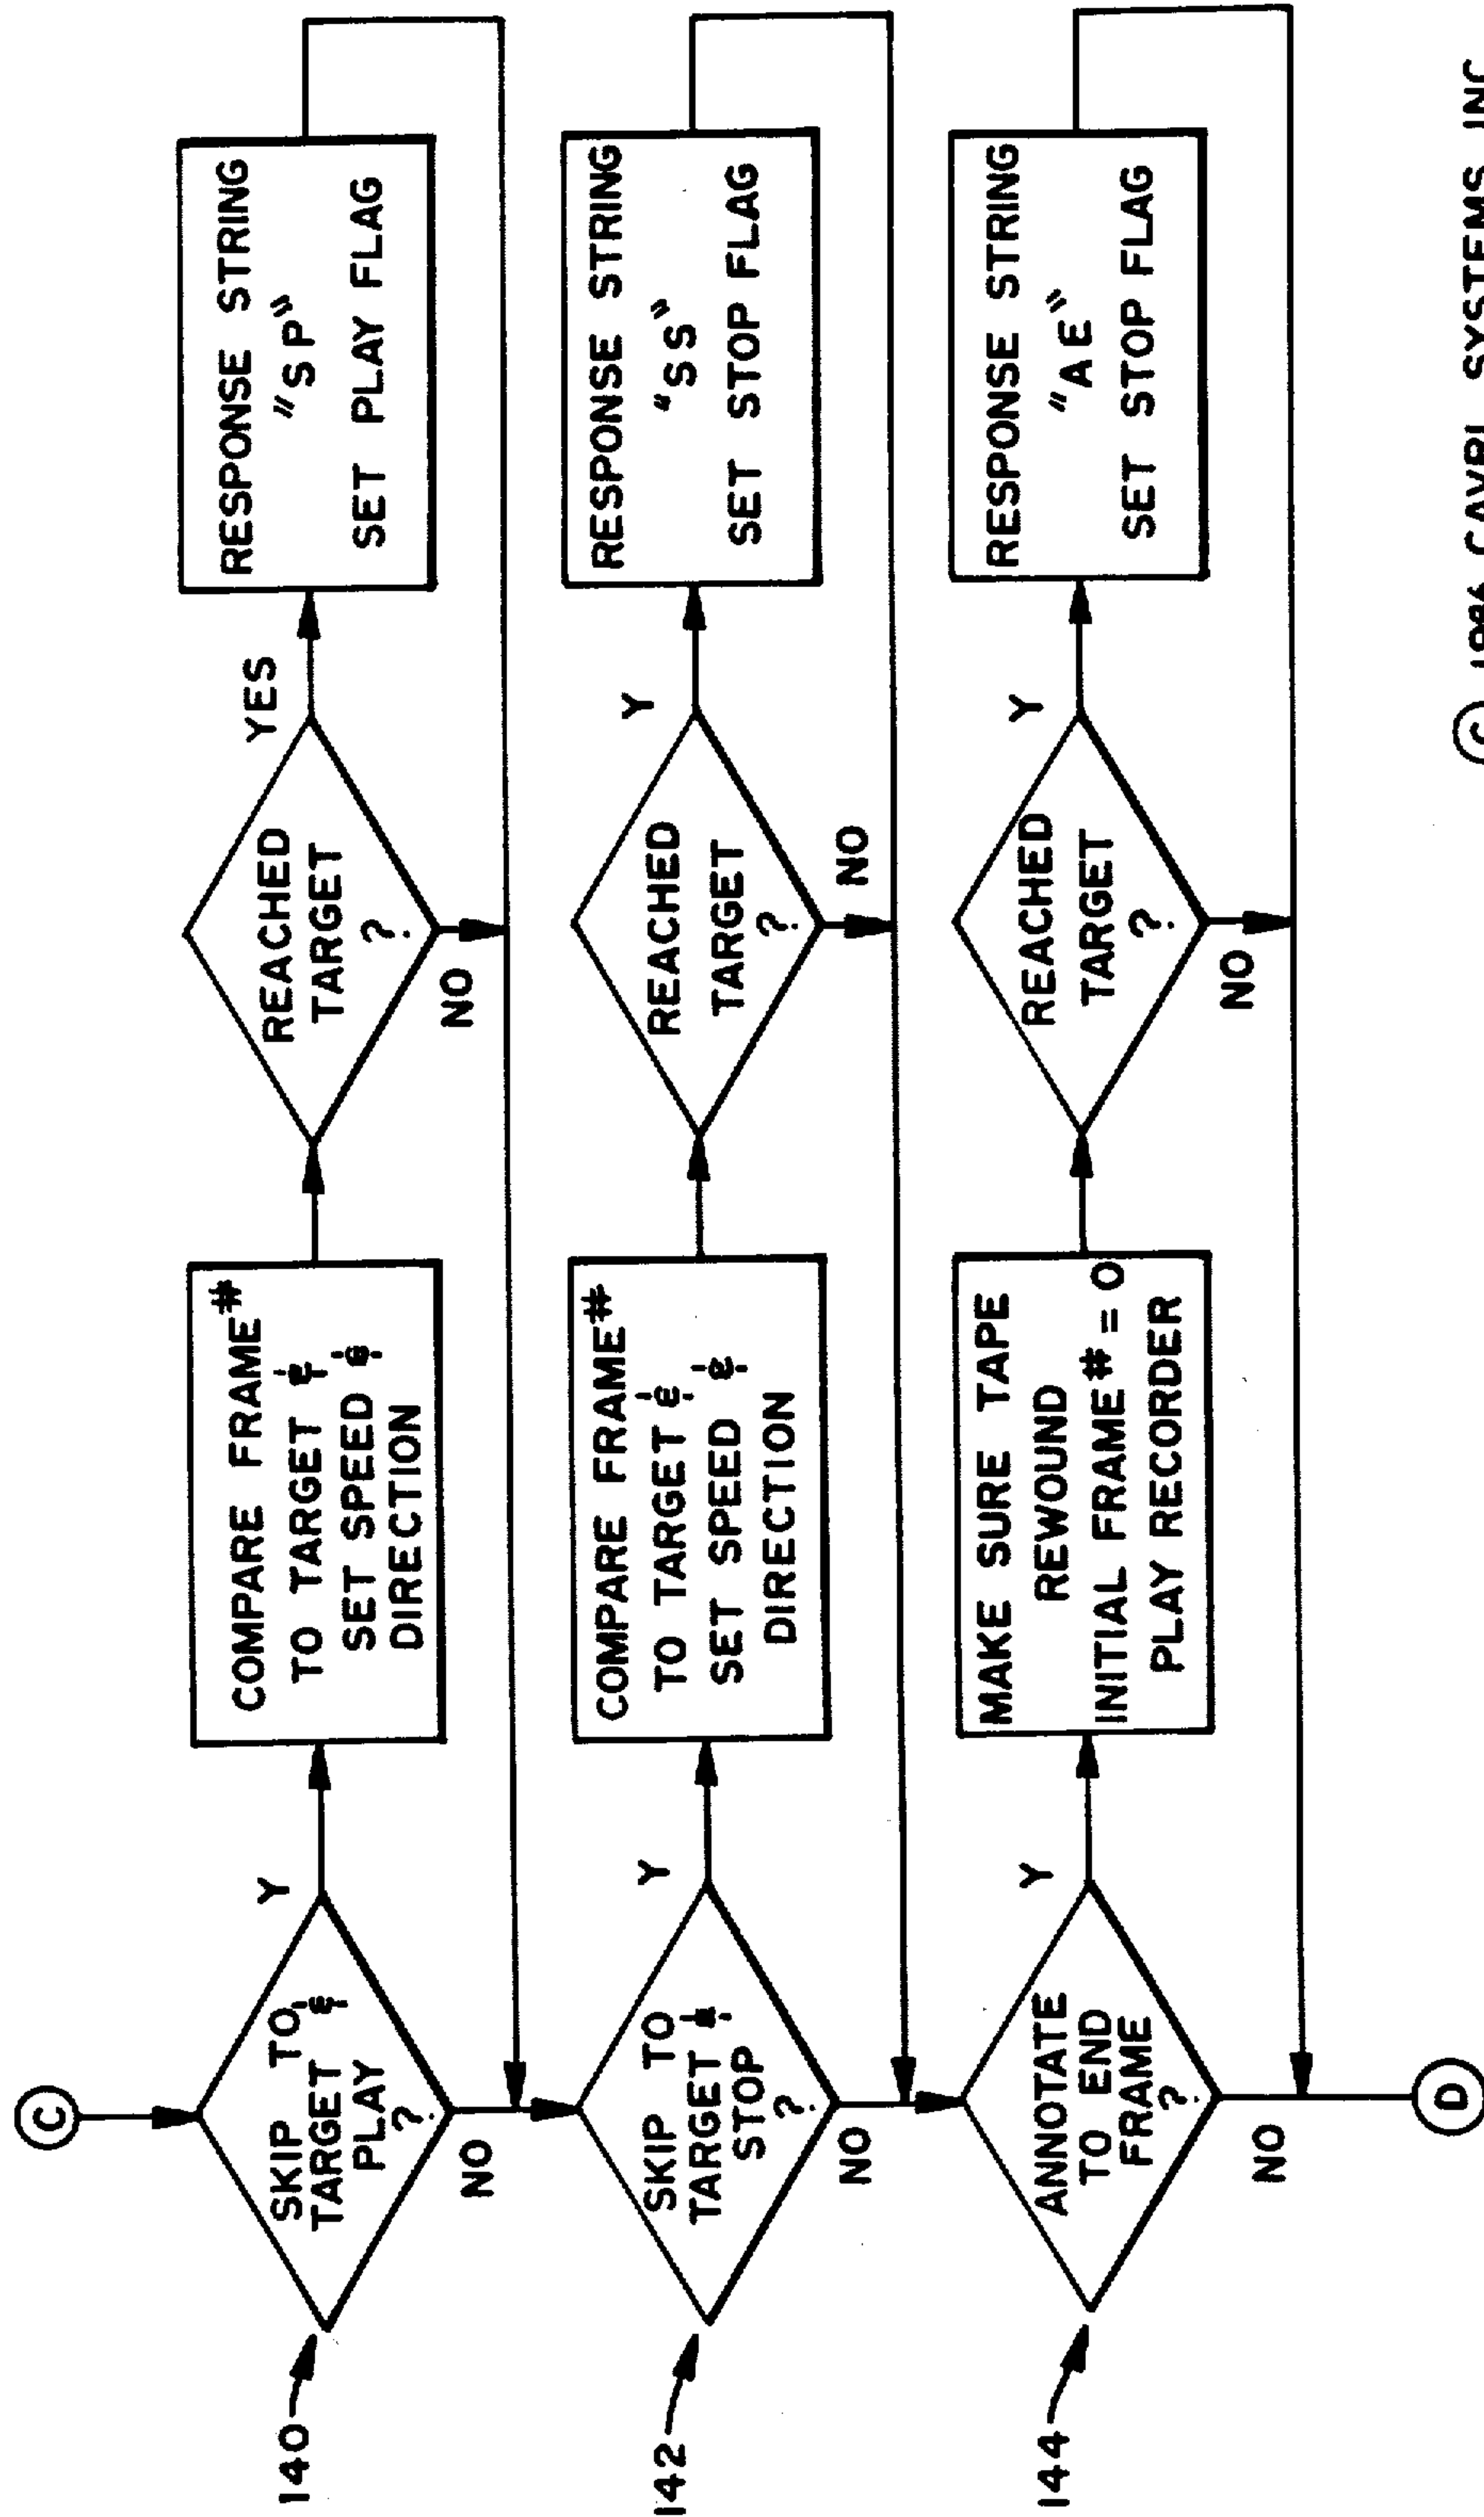 C
140
SKIP TO
TARGET &
PLAY
?
Y
NO
COMPARE FRAME #
TO TARGET &
SET SPEED &
DIRECTION
REACHED
TARGET
?
YES
NO
RESPONSE STRING
"SP"
SET PLAY FLAG
142
SKIP TO
TARGET &
STOP
?
Y
NO
COMPARE FRAME #
TO TARGET &
SET SPEED &
DIRECTION
REACHED
TARGET
?
Y
NO
RESPONSE STRING
"SS"
SET STOP FLAG
144
ANNOTATE
TO END
FRAME
?
Y
NO
MAKE SURE TAPE
REWOUND
INITIAL FRAME # = 0
PLAY RECORDER
REACHED
TARGET
?
Y
NO
RESPONSE STRING
"AE"
SET STOP FLAG
D
© SYSTEMS INC